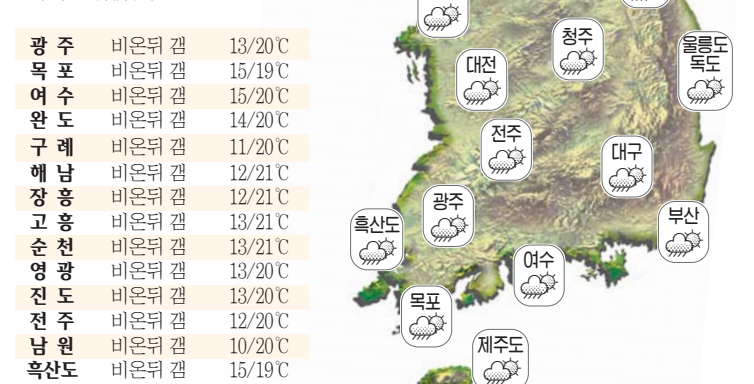 광 주 비온뒤 갬 13/20℃
목 포 비온뒤 갬 15/19℃
여 수 비온뒤 갬 15/20℃
완 도 비온뒤 갬 14/20℃
구 례 비온뒤 갬 11/20℃
해 남 비온뒤 갬 12/21℃
장 흥 비온뒤 갬 12/21℃
고 흥 비온뒤 갬 13/21℃
순 천 비온뒤 갬 13/21℃
영 광 비온뒤 갬 13/20℃
진 도 비온뒤 갬 13/20℃
전 주 비온뒤 갬 12/20℃
남 원 비온뒤 갬 10/20℃
흑산도 비온뒤 갬 15/19℃
청주
울릉도
독도
대전
전주
대구
광주
흑산도
부산
여수
목포
제주도